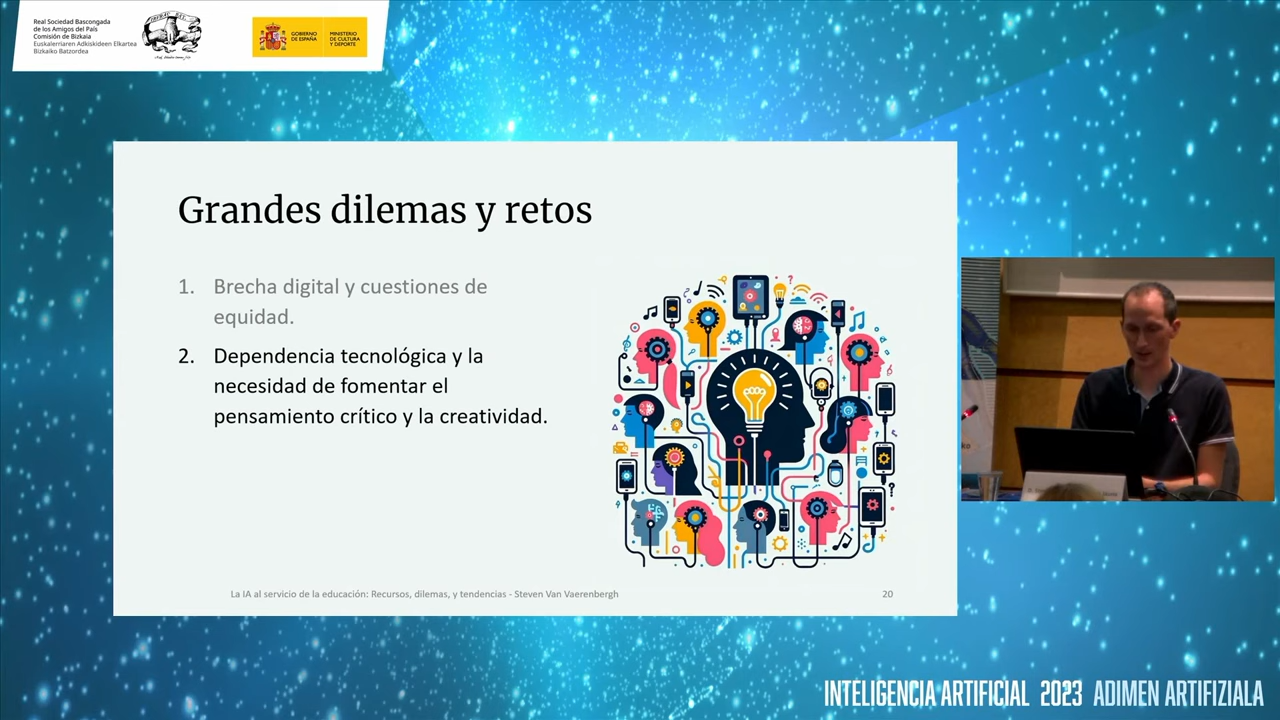 Real Sociedad Bascongada
de los Amigos del País
Comisión de Bizkaia
Euskalerriaren Adkiskideen Elkartea
Bizkaiko Batzordea
GOBIERNO
DE ESPAÑA
MINISTERIO
DE CULTURA
Y DEPORTE
Grandes dilemas y retos
1. Brecha digital y cuestiones de
equidad.
2. Dependencia tecnológica y la
necesidad de fomentar el
pensamiento crítico y la creatividad.
La IA al servicio de la educación: Recursos, dilemas, y tendencias - Steven Van Vaerenbergh
20
INTELIGENCIA ARTIFICIAL 2023 ADIMEN ARTIFIZIALA